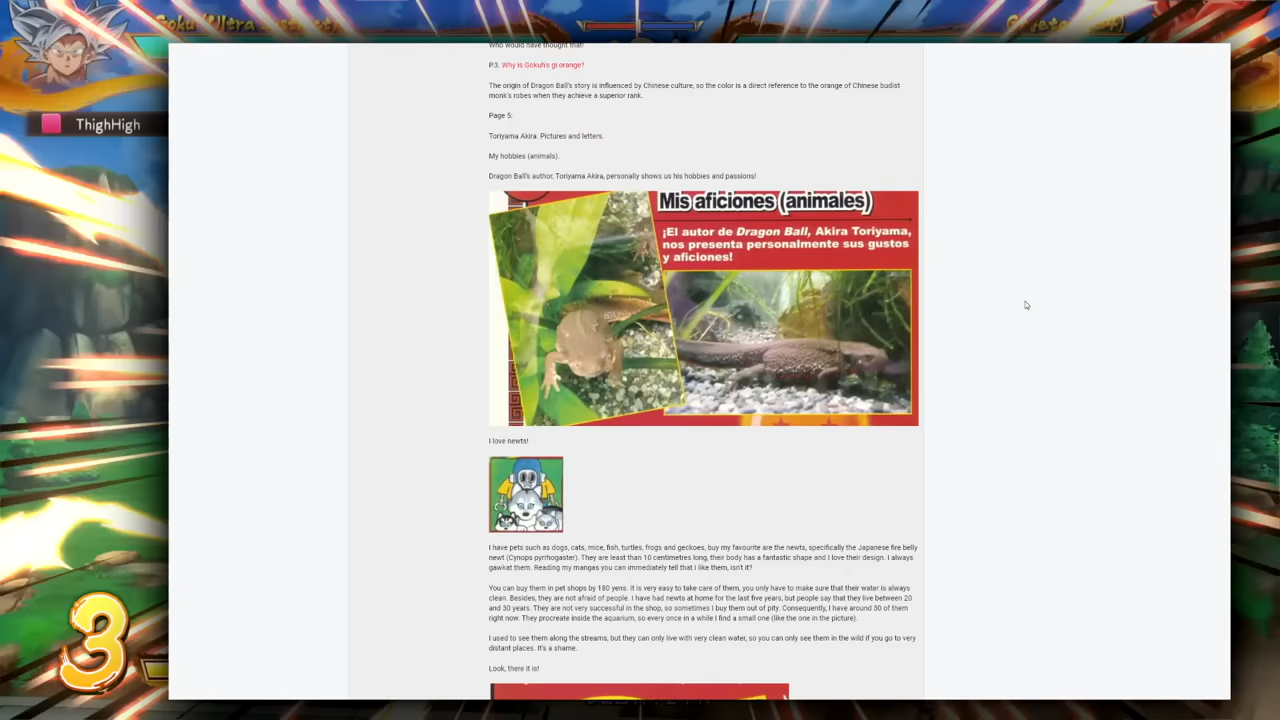 Goku (Ultra Instinct)
Who would have thought that!
P.3. Why is Gokuh's gi orange?
The origin of Dragon Ball's story is influenced by Chinese culture, so the color is a direct reference to the orange of Chinese budist
monk's robes when they achieve a superior rank.
Page 5:
Toriyama Akira: Pictures and letters.
My hobbies (animals).
Dragon Ball's author, Toriyama Akira, personally shows us his hobbies and passions!
ThighHigh
Mis aficiones (animales)
¡El autor de Dragon Ball, Akira Toriyama,
nos presenta personalmente sus gustos
y aficiones!
I love newts!
I have pets such as dogs, cats, mice, fish, turtles, frogs and geckoes, buy my favourite are the newts, specifically the Japanese fire belly
newt (Cynops pyrrhogaster). They are least than 10 centimetres long, their body has a fantastic shape and I love their design. I always
gawkat them. Reading my mangas you can immediately tell that I like them, isn't it?
You can buy them in pet shops by 180 yens. It is very easy to take care of them, you only have to make sure that their water is always
clean. Besides, they are not afraid of people. I have had newts at home for the last five years, but people say that they live between 20
and 30 years. They are not very successful in the shop, so sometimes I buy them out of pity. Consequently, I have around 30 of them
right now. They procreate inside the aquarium, so every once in a while I find a small one (like the one in the picture).
I used to see them along the streams, but they can only live with very clean water, so you can only see them in the wild if you go to very
distant places. It's a shame.
Look, there it is!
3